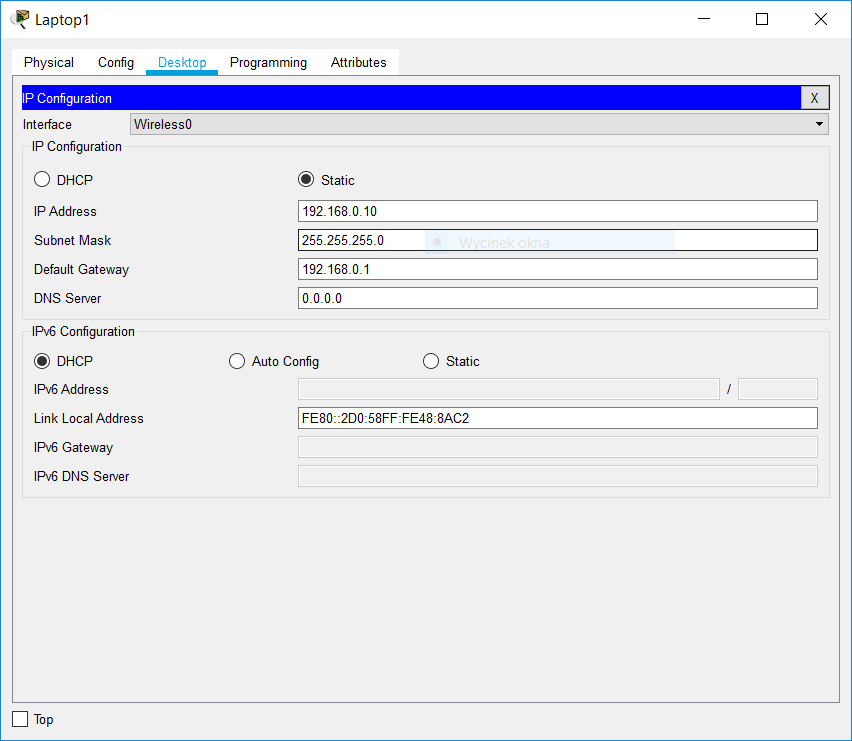 Laptop1
Physical Config Desktop Programming Attributes
IP Configuration X
Interface Wireless0
IP Configuration
DHCP Static
IP Address 192.168.0.10
Subnet Mask 255.255.255.0 Wycinek okna
Default Gateway 192.168.0.1
DNS Server 0.0.0.0
IPv6 Configuration
DHCP Auto Config Static
IPv6 Address /
Link Local Address FE80::2D0:58FF:FE48:8AC2
IPv6 Gateway
IPv6 DNS Server
Top